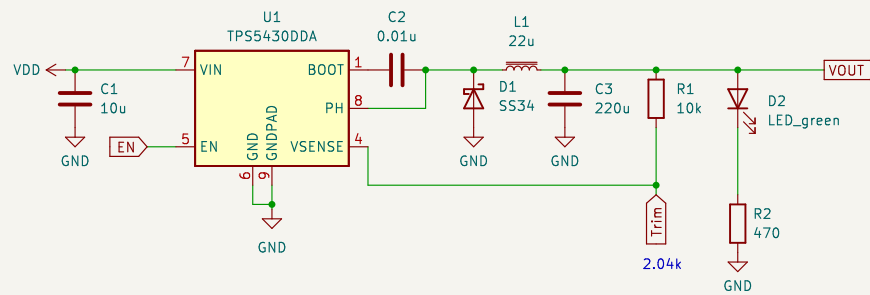 U1
TPS5430DDA
C2
0.01u
L1
22u
VDD
7
VIN
BOOT
1
C1
10u
GND
D1
SS34
GND
C3
220u
GND
R1
10k
VOUT
D2
LED_green
PH
8
EN
5
EN
GND
GNDPAD
VSENSE
4
6
9
GND
Trim
2.04k
R2
470
GND